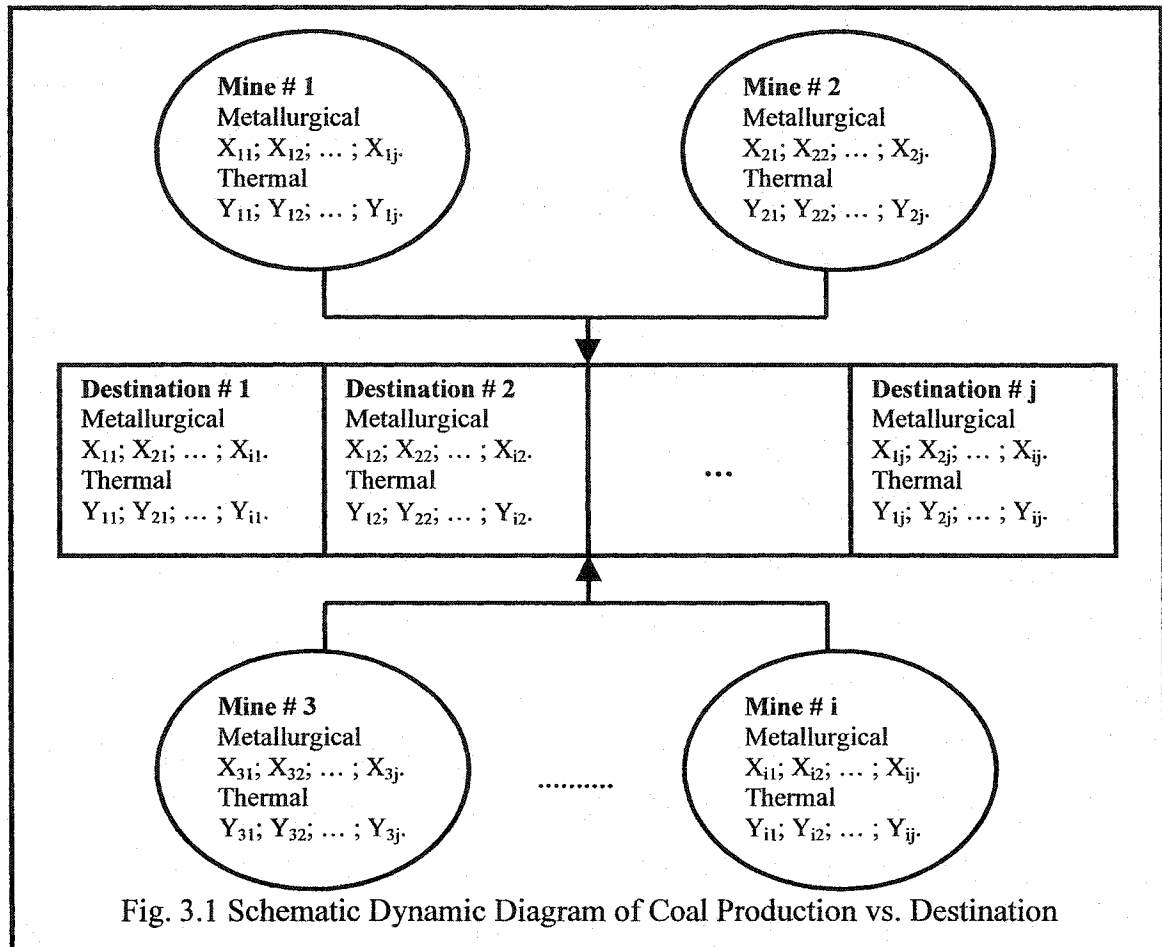 Mine # 1
Metallurgical
X₁₁; X₁₂; … ; X₁ⱼ.
Thermal
Y₁₁; Y₁₂; … ; Y₁ⱼ.
Mine # 2
Metallurgical
X₂₁; X₂₂; … ; X₂ⱼ.
Thermal
Y₂₁; Y₂₂; … ; Y₂ⱼ.
Destination # 1
Metallurgical
X₁₁; X₂₁; … ; Xᵢ₁.
Thermal
Y₁₁; Y₂₁; … ; Yᵢ₁.
Destination # 2
Metallurgical
X₁₂; X₂₂; … ; Xᵢ₂.
Thermal
Y₁₂; Y₂₂; … ; Yᵢ₂.
…
Destination # j
Metallurgical
X₁ⱼ; X₂ⱼ; … ; Xᵢⱼ.
Thermal
Y₁ⱼ; Y₂ⱼ; … ; Yᵢⱼ.
Mine # 3
Metallurgical
X₃₁; X₃₂; … ; X₃ⱼ.
Thermal
Y₃₁; Y₃₂; … ; Y₃ⱼ.
..........
Mine # i
Metallurgical
Xᵢ₁; Xᵢ₂; … ; Xᵢⱼ.
Thermal
Yᵢ₁; Yᵢ₂; … ; Yᵢⱼ.
Fig. 3.1 Schematic Dynamic Diagram of Coal Production vs. Destination